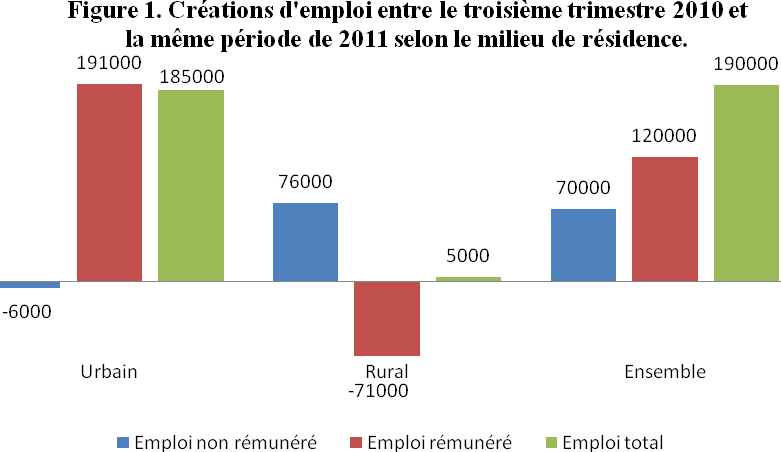 Figure 1. Créations d'emploi entre le troisième trimestre 2010 et
la même période de 2011 selon le milieu de résidence.
191000
185000
190000
120000
76000
70000
5000
-6000
Urbain
Rural
Ensemble
-71000
Emploi non rémunéré
Emploi rémunéré
Emploi total